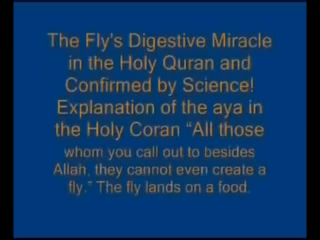 The Fly's Digestive Miracle
in the Holy Quran and
Confirmed by Science!
Explanation of the aya in
the Holy Coran “All those
whom you call out to besides
Allah, they cannot even create a
fly.” The fly lands on a food.